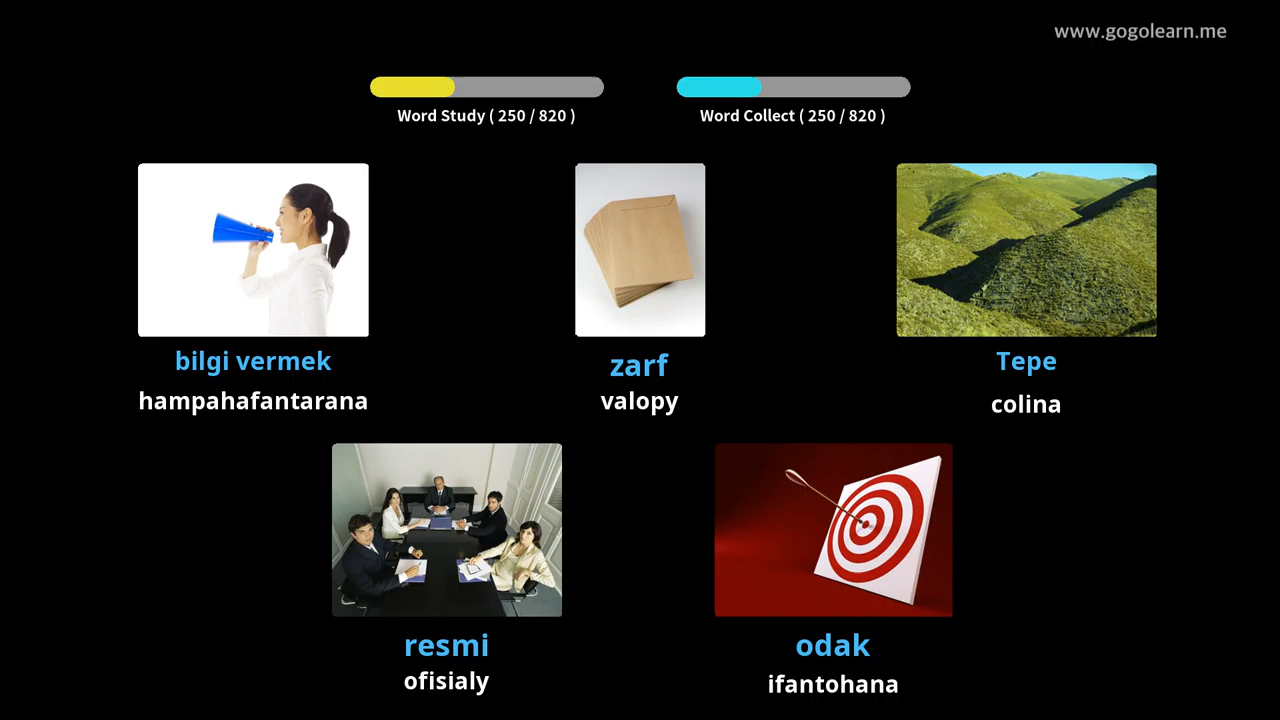 www.gogolearn.me
Word Study ( 250 / 820 )
Word Collect ( 250 / 820 )
bilgi vermek
hampahafantarana
zarf
valopy
Tepe
colina
resmi
ofisialy
odak
ifantohana